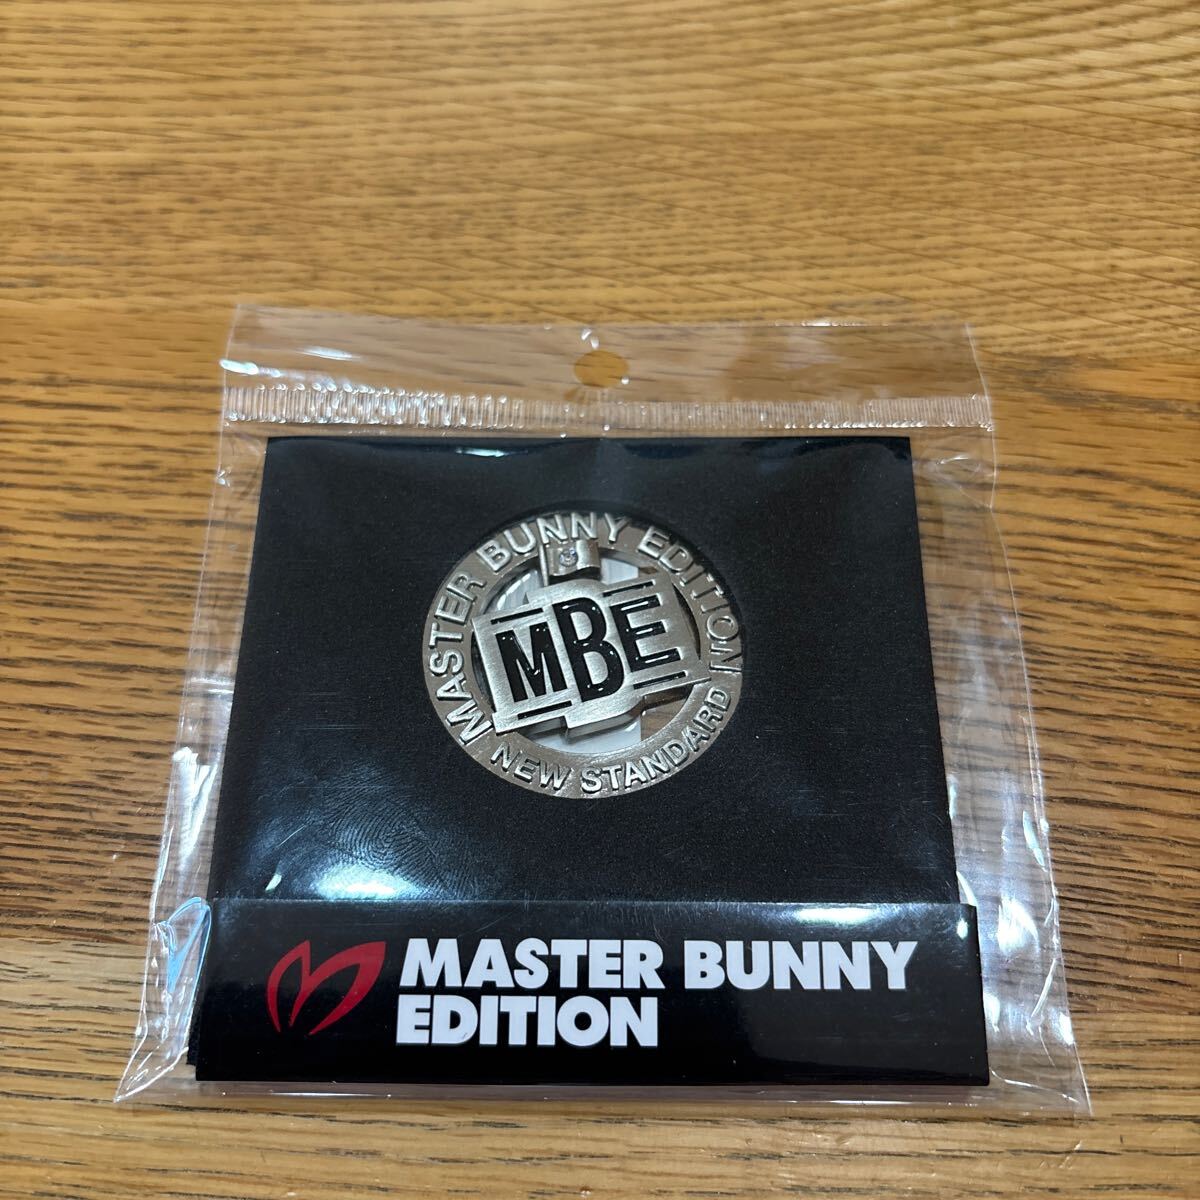 MASTER BUNNY EDITION
MBE
NEW STANDARD
MASTER BUNNY
EDITION